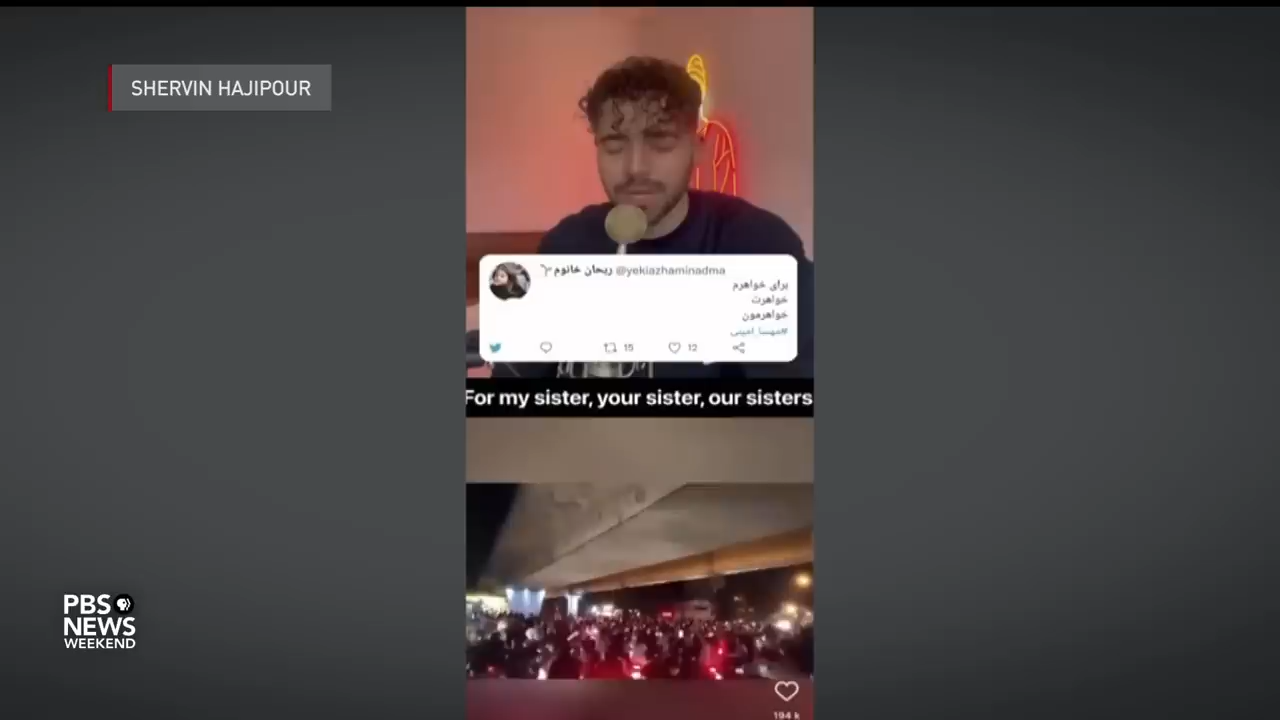 SHERVIN HAJIPOUR
ریحان خانوم @yekiazhaminadma
برای خواهرم
خواهرت
خواهرمون
#مهسا_امینی
15
12
For my sister, your sister, our sisters
PBS
NEWS
WEEKEND
194 k